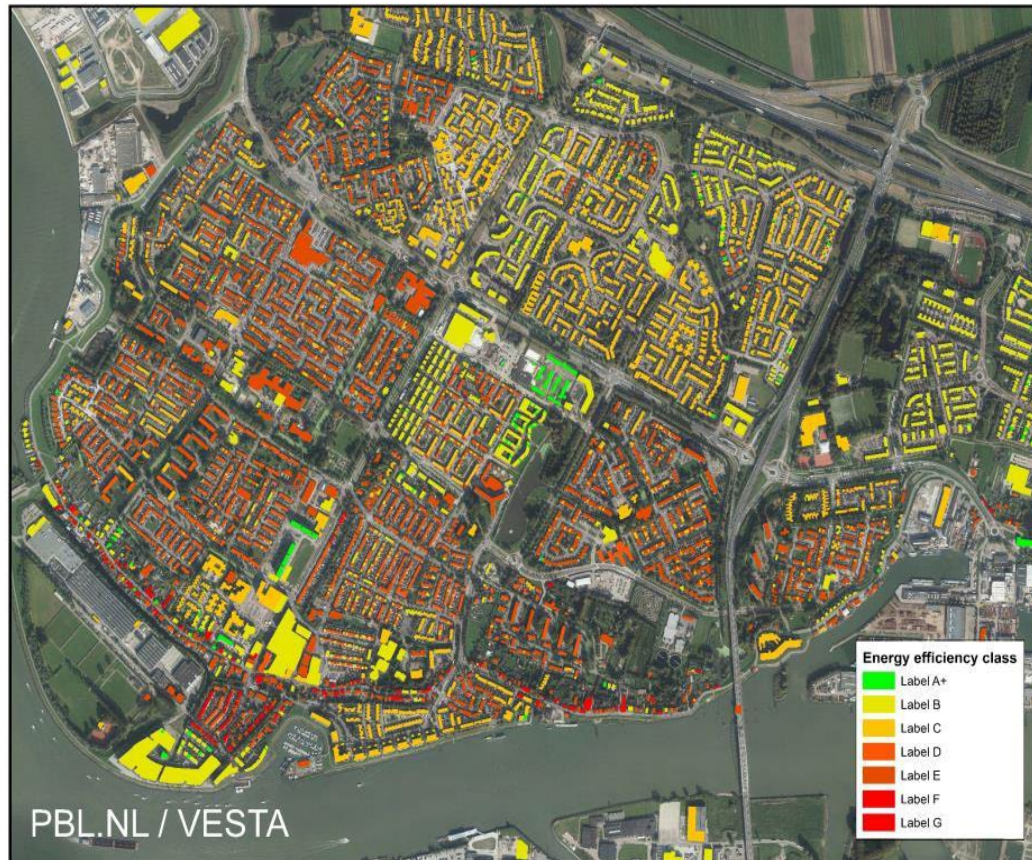 Energy efficiency class
Label A+
Label B
Label C
Label D
Label E
Label F
Label G
PBL.NL / VESTA